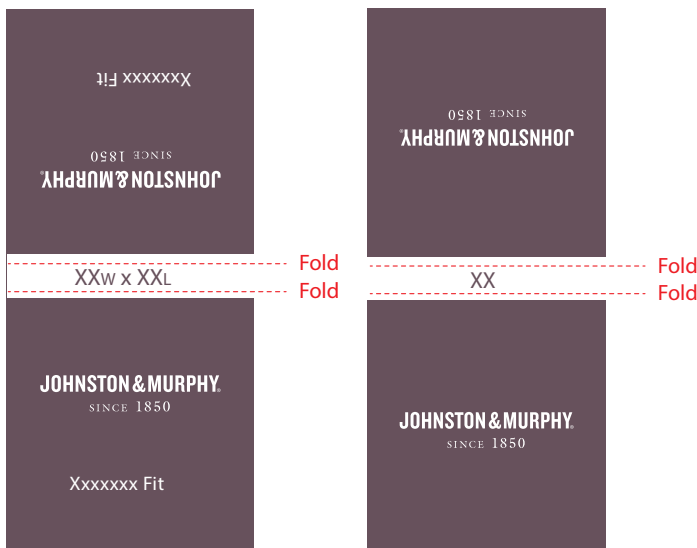 Xxxxxxx Fit
SINCE 1850
JOHNSTON & MURPHY®
Fold
XXW x XXL
Fold
JOHNSTON & MURPHY®
SINCE 1850
Xxxxxxx Fit
SINCE 1850
JOHNSTON & MURPHY®
Fold
XX
Fold
JOHNSTON & MURPHY®
SINCE 1850